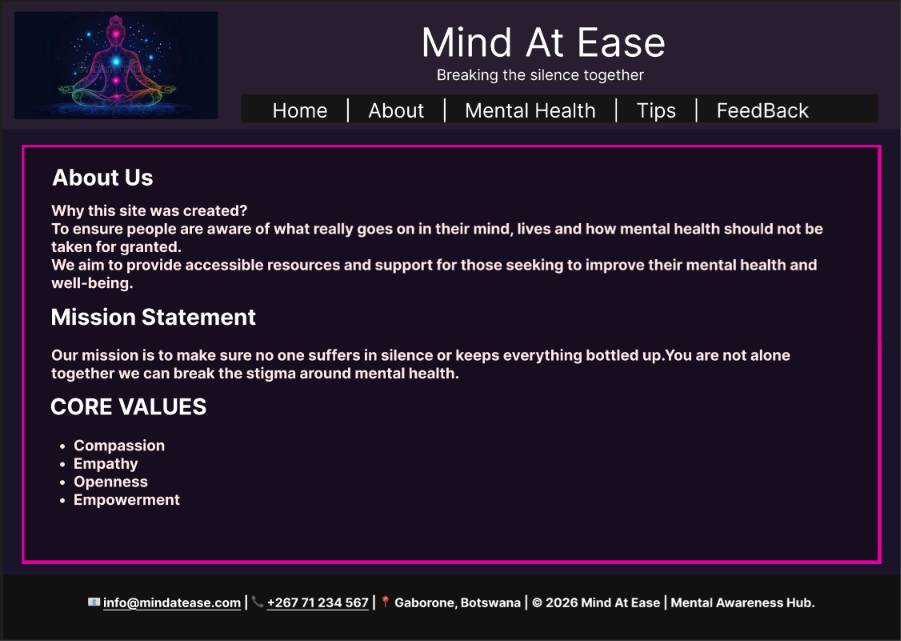 Mind At Ease
Breaking the silence together
Home | About | Mental Health | Tips | FeedBack
About Us
Why this site was created?
To ensure people are aware of what really goes on in their mind, lives and how mental health should not be
taken for granted.
We aim to provide accessible resources and support for those seeking to improve their mental health and
well-being.
Mission Statement
Our mission is to make sure no one suffers in silence or keeps everything bottled up.You are not alone
together we can break the stigma around mental health.
CORE VALUES
• Compassion
• Empathy
• Openness
• Empowerment
📧 info@mindatease.com | 📞 +267 71 234 567 | 📍 Gaborone, Botswana | © 2026 Mind At Ease | Mental Awareness Hub.